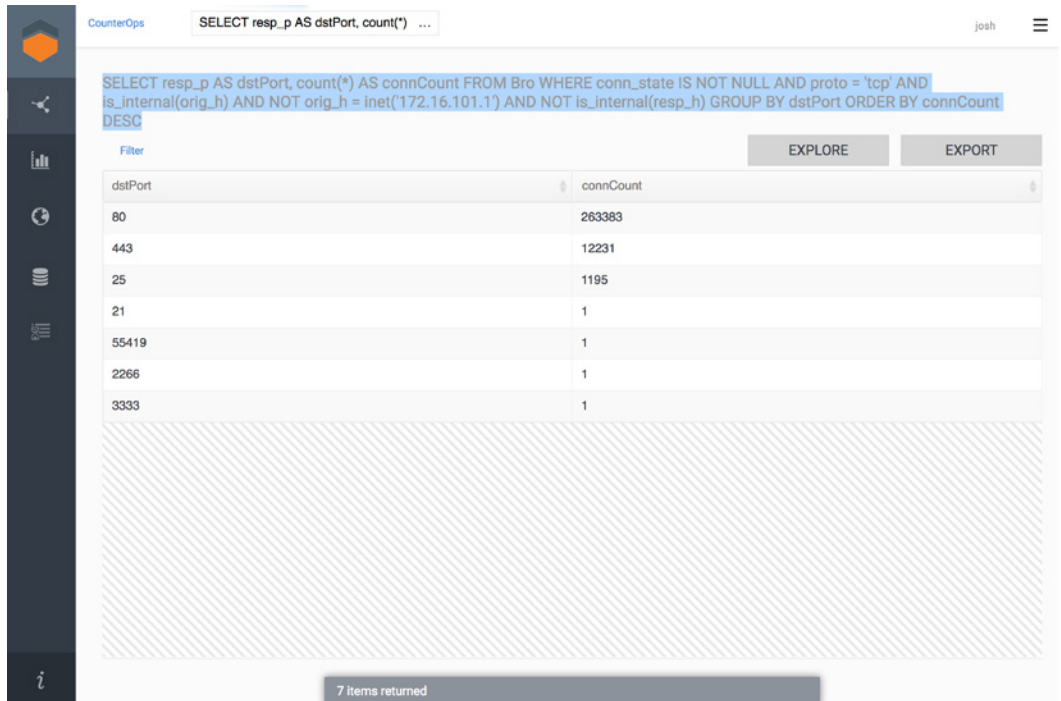 CounterOps
SELECT resp_p AS dstPort, count(*) ...
josh
SELECT resp_p AS dstPort, count(*) AS connCount FROM Bro WHERE conn_state IS NOT NULL AND proto = 'tcp' AND
is_internal(orig_h) AND NOT orig_h = inet('172.16.101.1') AND NOT is_internal(resp_h) GROUP BY dstPort ORDER BY connCount
DESC
Filter
EXPLORE
EXPORT
dstPort connCount
80 263383
443 12231
25 1195
21 1
55419 1
2266 1
3333 1
i
7 items returned